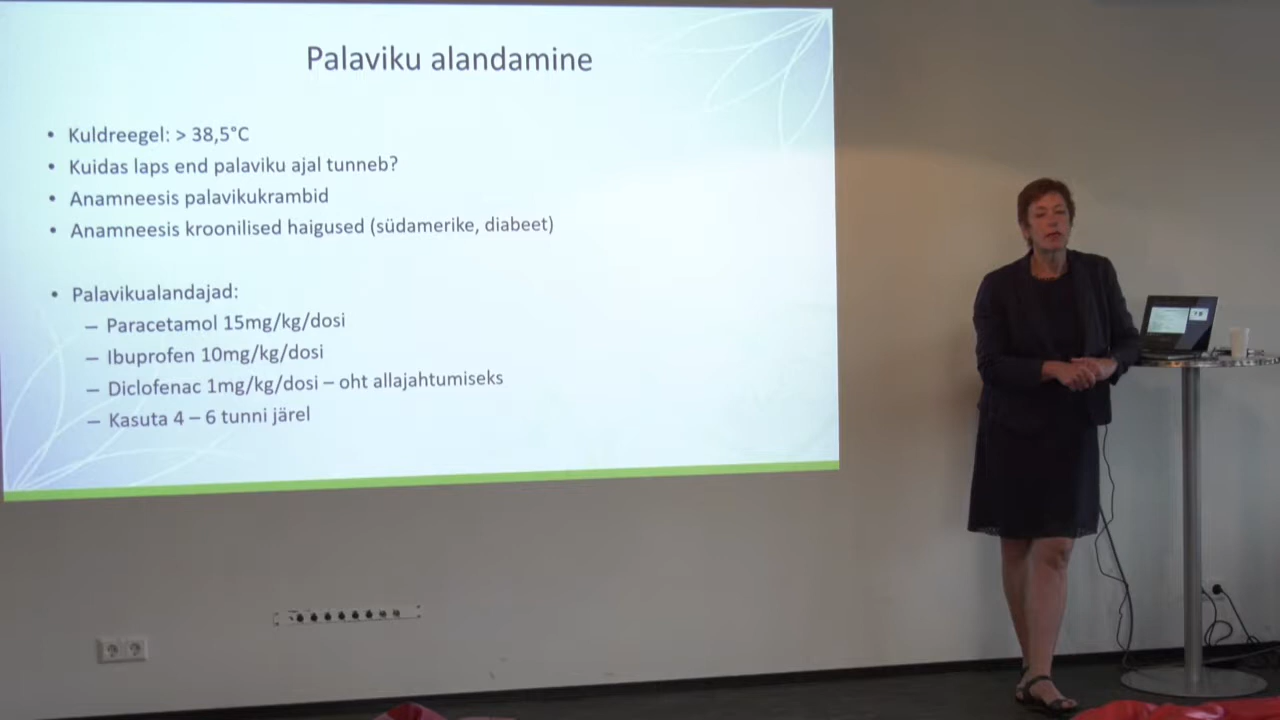 Palaviku alandamine
• Kuldreegel: > 38,5°C
• Kuidas laps end palaviku ajal tunneb?
• Anamneesis palavikukrambid
• Anamneesis kroonilised haigused (südamerike, diabeet)
• Palavikualandajad:
– Paracetamol 15mg/kg/dosi
– Ibuprofen 10mg/kg/dosi
– Diclofenac 1mg/kg/dosi – oht allajahtumiseks
– Kasuta 4 – 6 tunni järel